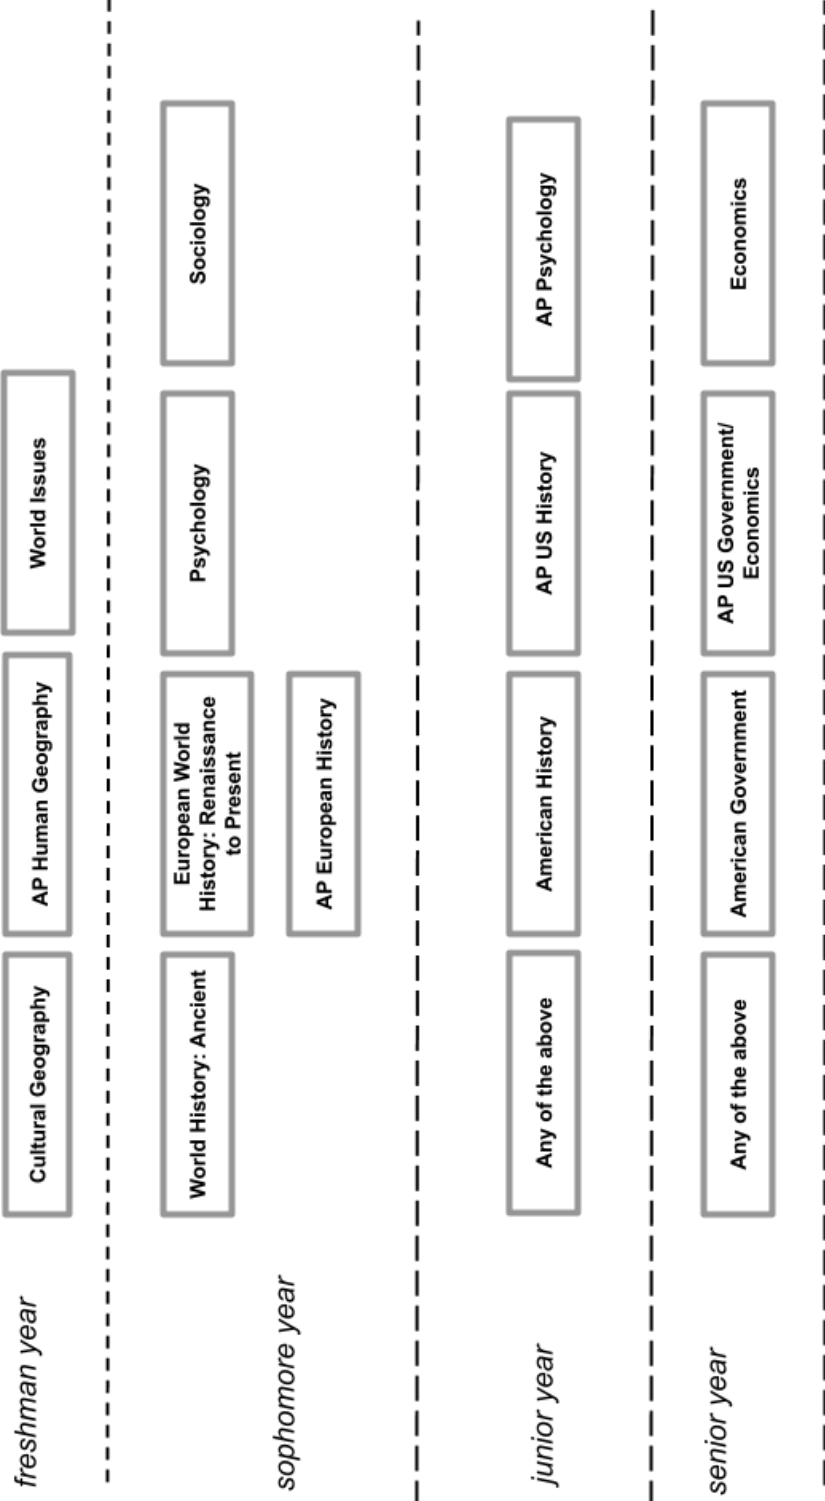 freshman year
Cultural Geography
AP Human Geography
World Issues
sophomore year
World History: Ancient
European World
History: Renaissance
to Present
Psychology
Sociology
AP European History
junior year
Any of the above
American History
AP US History
AP Psychology
senior year
Any of the above
American Government
AP US Government/
Economics
Economics